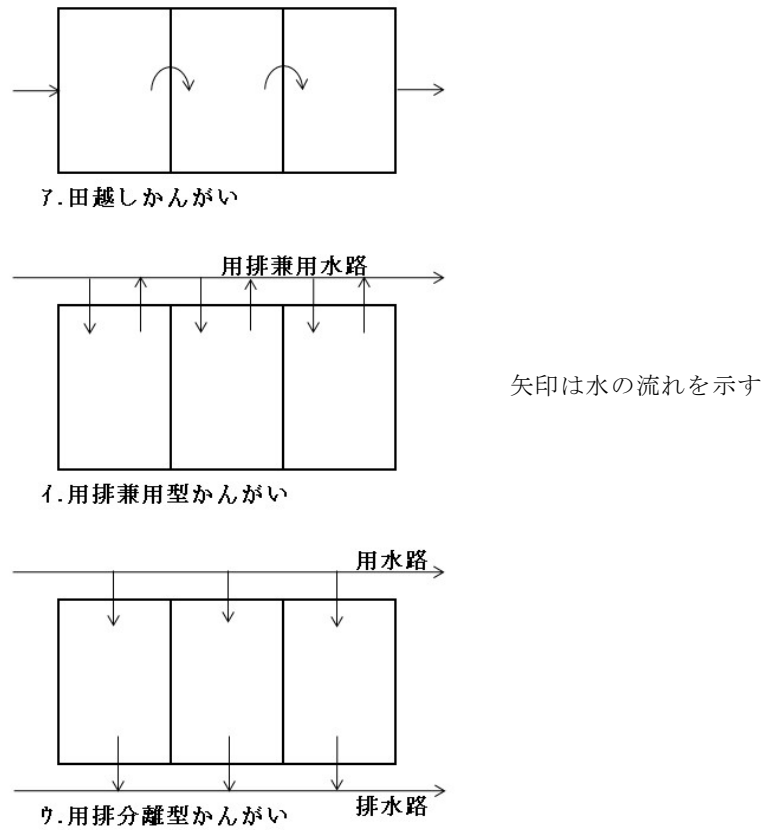 ｱ.田越しかんがい
用排兼用水路
矢印は水の流れを示す
ｲ.用排兼用型かんがい
用水路
排水路
ｳ.用排分離型かんがい